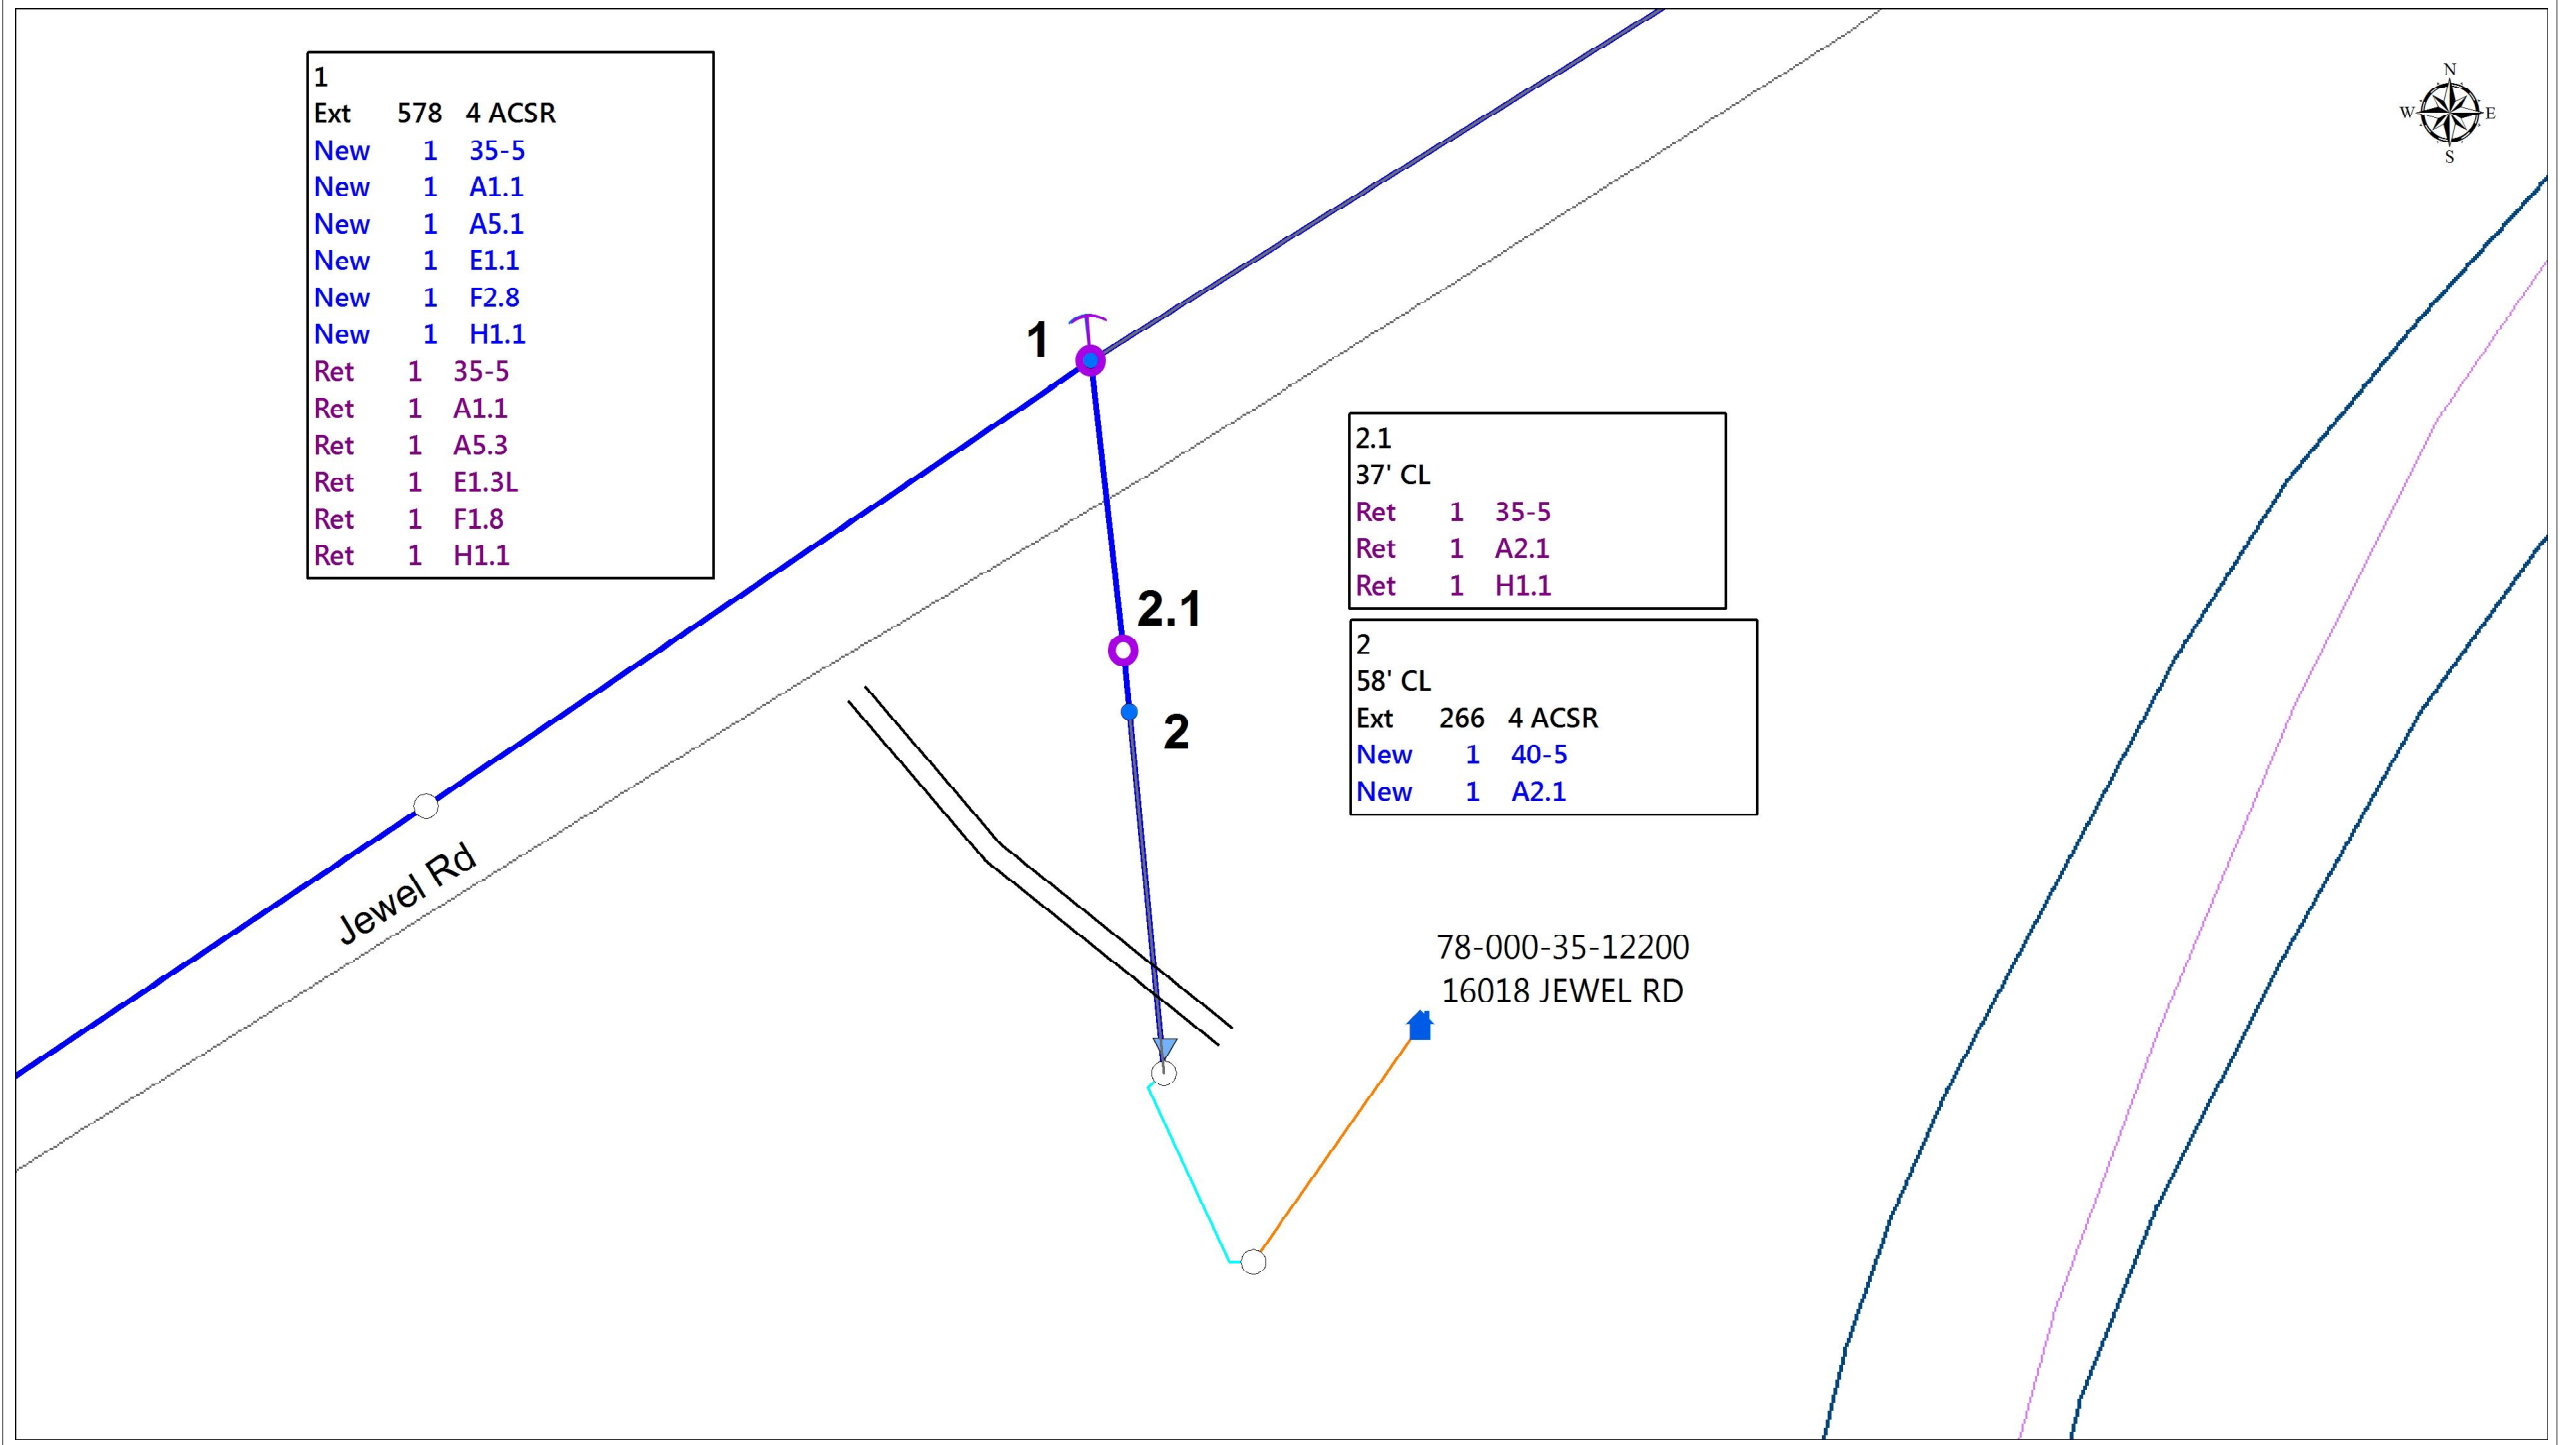 1
Ext 578 4 ACSR
New 1 35-5
New 1 A1.1
New 1 A5.1
New 1 E1.1
New 1 F2.8
New 1 H1.1
Ret 1 35-5
Ret 1 A1.1
Ret 1 A5.3
Ret 1 E1.3L
Ret 1 F1.8
Ret 1 H1.1
N
W E
S
1
2.1
37' CL
Ret 1 35-5
Ret 1 A2.1
Ret 1 H1.1
2.1
2
58' CL
Ext 266 4 ACSR
New 1 40-5
New 1 A2.1
2
Jewel Rd
78-000-35-12200
16018 JEWEL RD